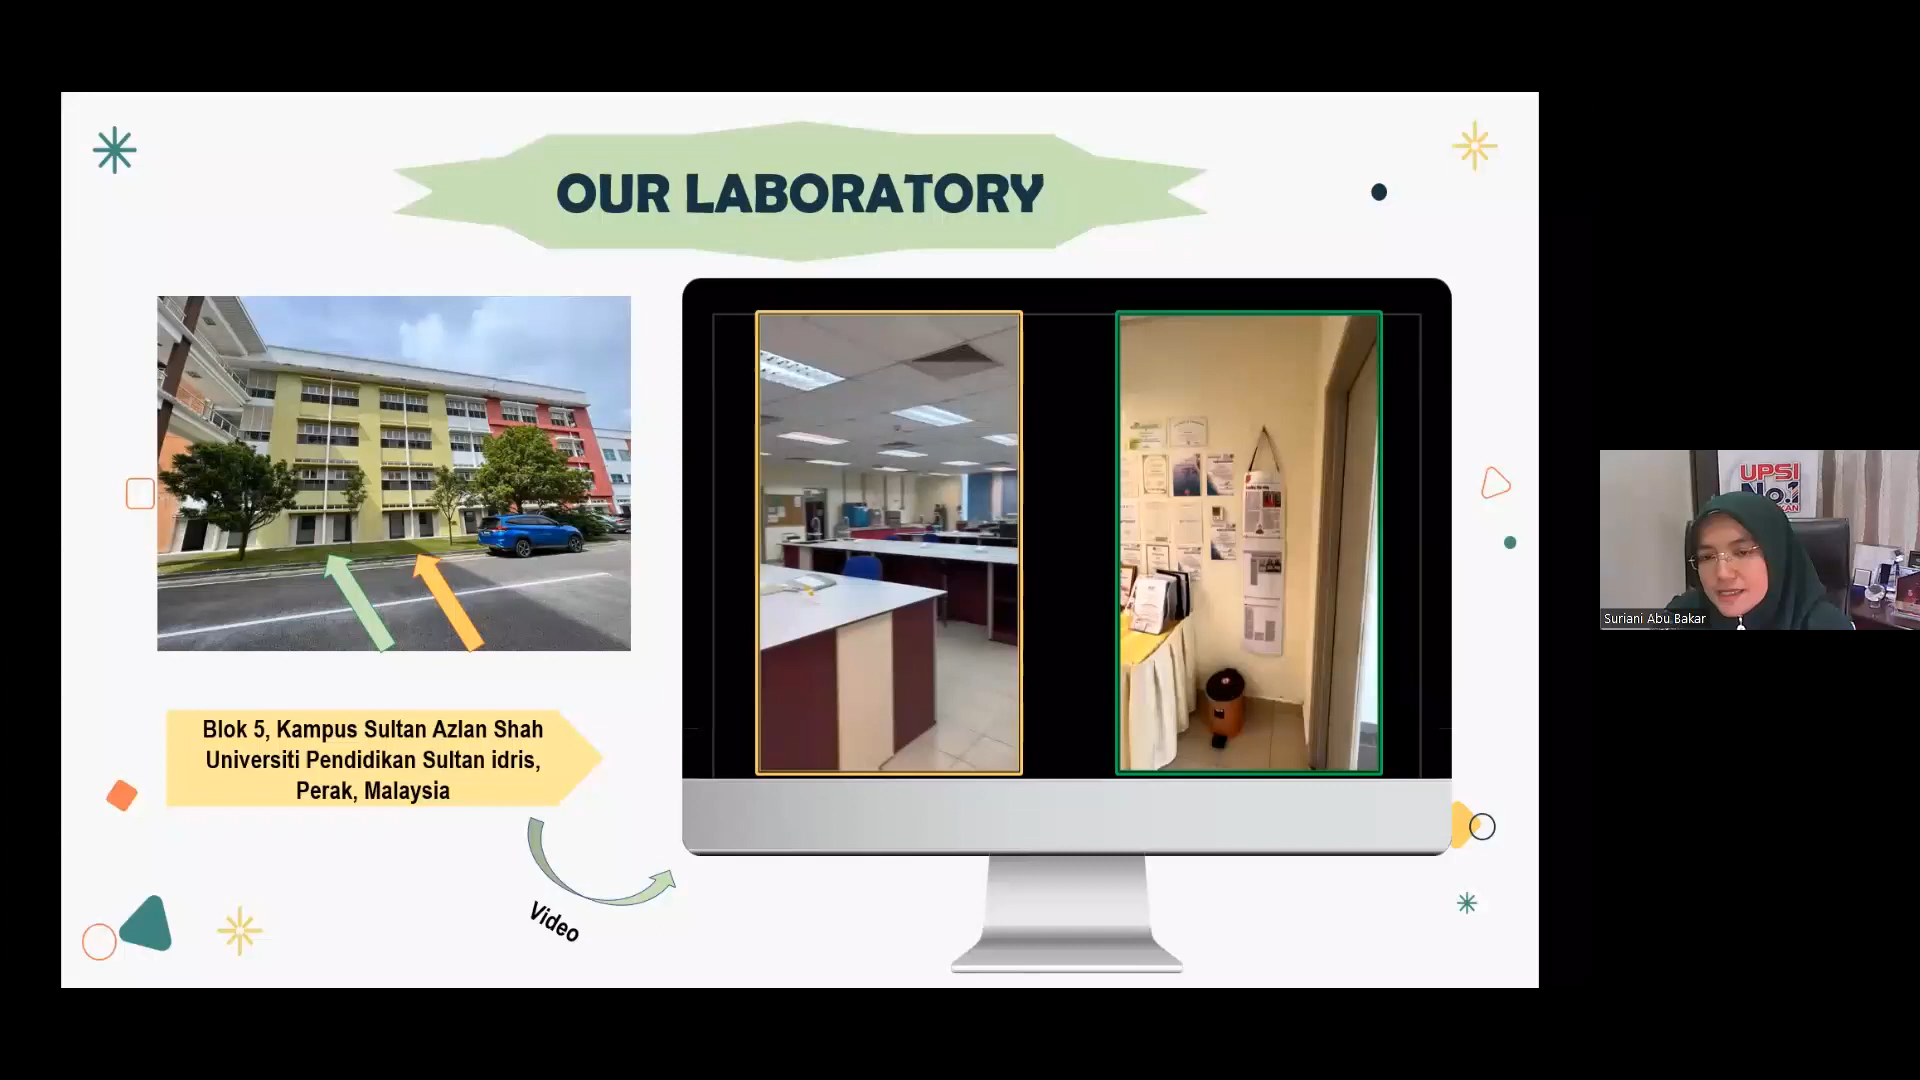 OUR LABORATORY
Blok 5, Kampus Sultan Azlan Shah
Universiti Pendidikan Sultan idris,
Perak, Malaysia
Video
UPSI
No.1
Suriani Abu Bakar